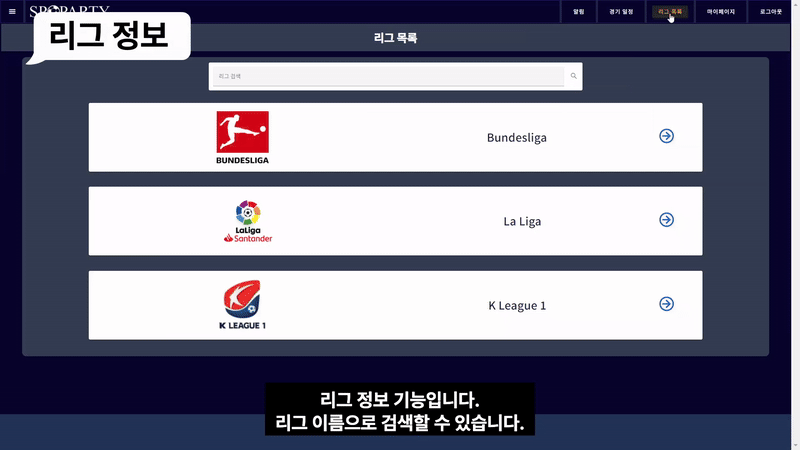 SPOPARTY
알림
경기 일정
리그 목록
마이페이지
로그아웃
리그 정보
리그 목록
리그 검색
BUNDESLIGA
Bundesliga
LaLiga
Santander
La Liga
K LEAGUE 1
K League 1
리그 정보 기능입니다.
리그 이름으로 검색할 수 있습니다.